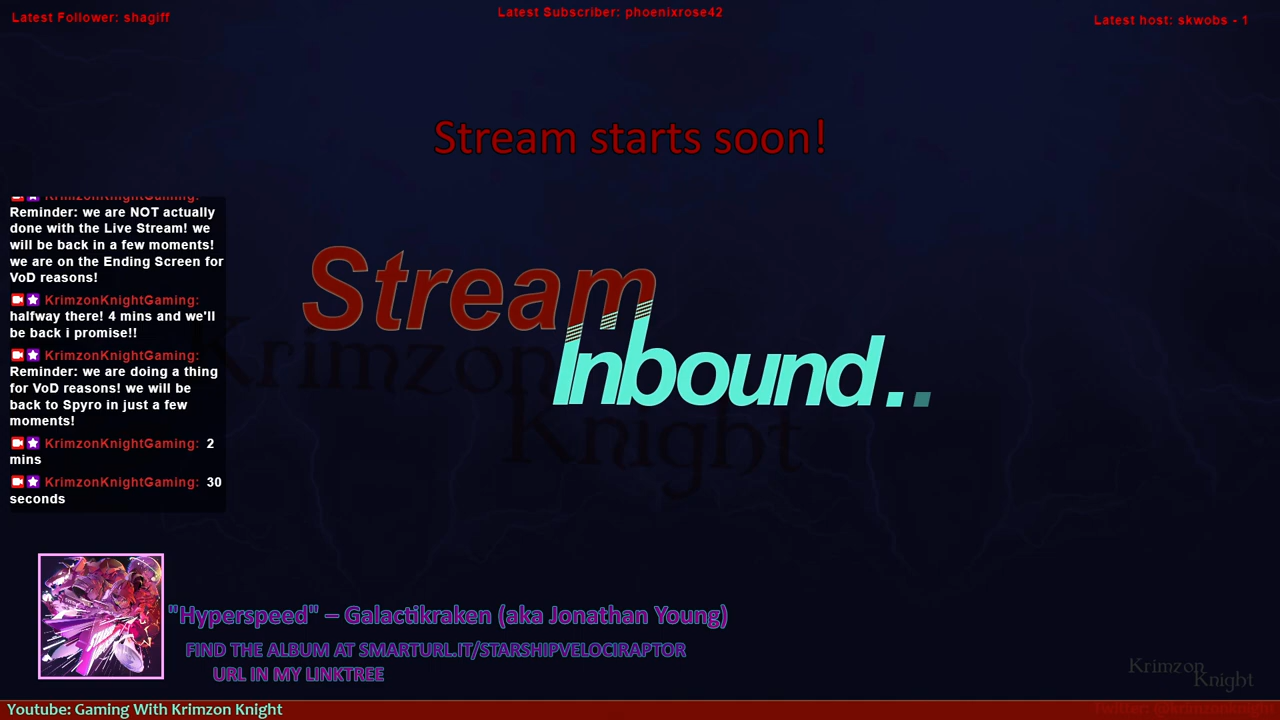 Latest Follower: shagiff
Latest Subscriber: phoenixrose42
Latest host: skwobs - 1
Stream starts soon!
KrimzonKnightGaming:
Reminder: we are NOT actually
done with the Live Stream! we
will be back in a few moments!
we are on the Ending Screen for
VoD reasons!
KrimzonKnightGaming:
halfway there! 4 mins and we'll
be back i promise!!
KrimzonKnightGaming:
Reminder: we are doing a thing
for VoD reasons! we will be
back to Spyro in just a few
moments!
KrimzonKnightGaming: 2
mins
KrimzonKnightGaming: 30
seconds
Stream
Inbound..
Krimzon
Knight
"Hyperspeed" – Galactikraken (aka Jonathan Young)
FIND THE ALBUM AT SMARTURL.IT/STARSHIPVELOCIRAPTOR
URL IN MY LINKTREE
Krimzon
Knight
Youtube: Gaming With Krimzon Knight
Twitter: @krimzonknight